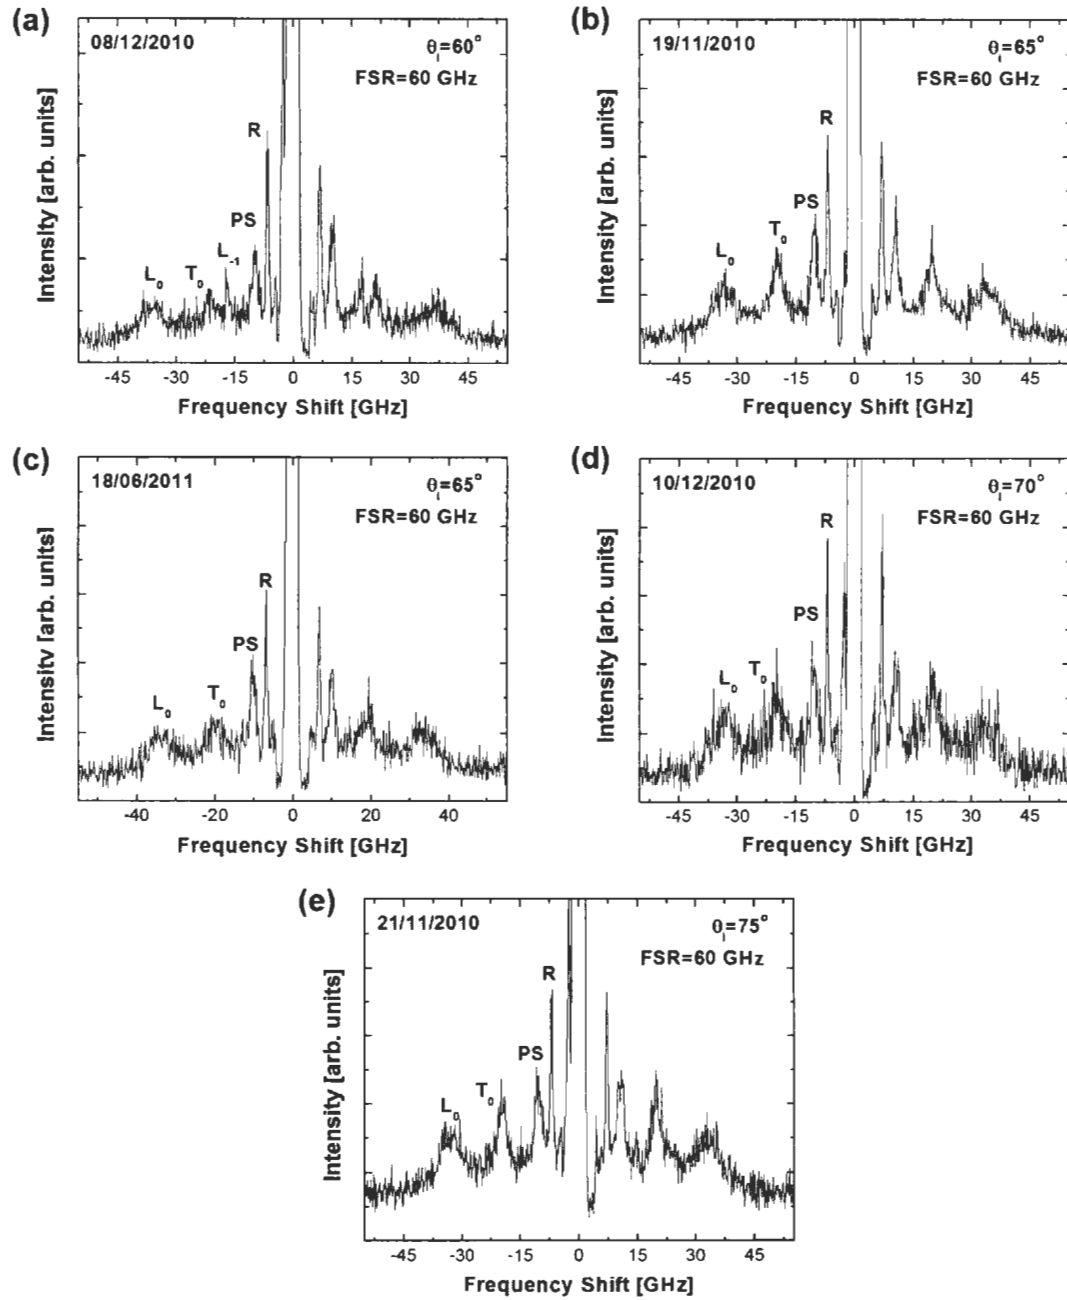 (a)
08/12/2010
θi=60°
FSR=60 GHz
R
PS
L-1
T0
L0
Intensity [arb. units]
-45 -30 -15 0 15 30 45
Frequency Shift [GHz]
(b)
19/11/2010
θi=65°
FSR=60 GHz
R
PS
T0
L0
Intensity [arb. units]
-45 -30 -15 0 15 30 45
Frequency Shift [GHz]
(c)
18/06/2011
θi=65°
FSR=60 GHz
R
PS
T0
L0
Intensity [arb. units]
-40 -20 0 20 40
Frequency Shift [GHz]
(d)
10/12/2010
θi=70°
FSR=60 GHz
R
PS
T0
L0
Intensity [arb. units]
-45 -30 -15 0 15 30 45
Frequency Shift [GHz]
(e)
21/11/2010
θi=75°
FSR=60 GHz
R
PS
T0
L0
Intensity [arb. units]
-45 -30 -15 0 15 30 45
Frequency Shift [GHz]